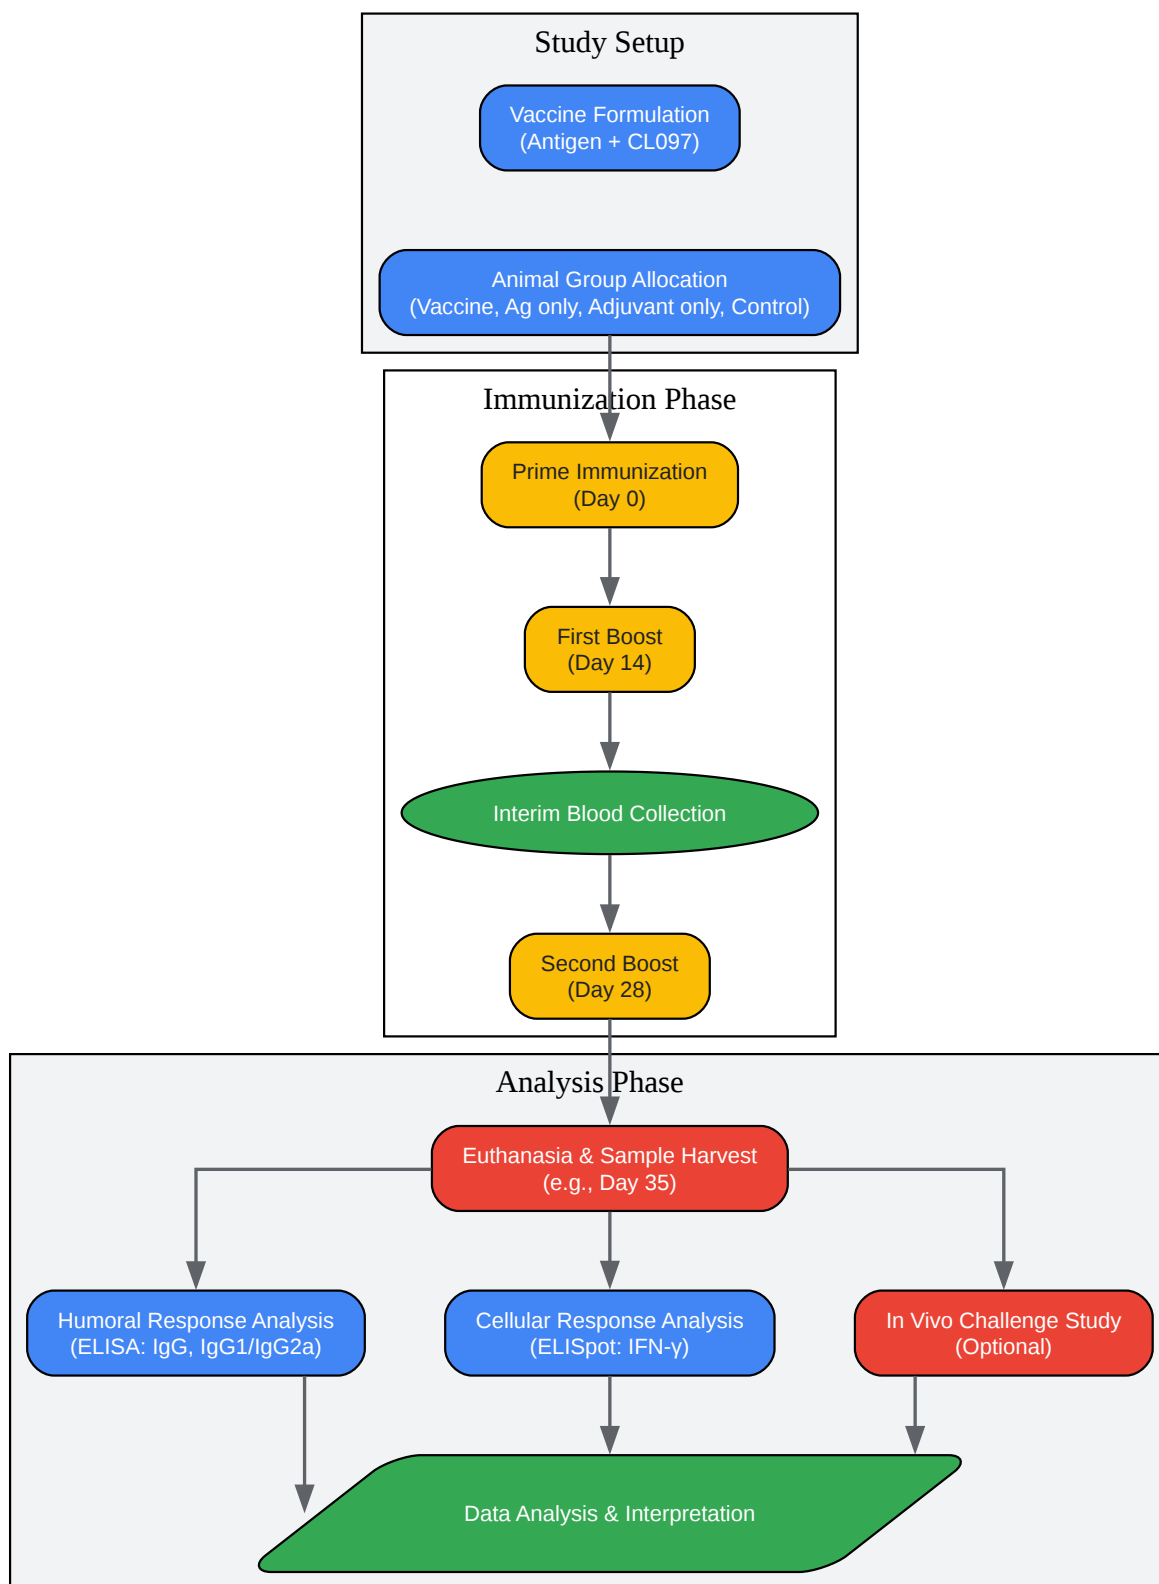 Study Setup
Vaccine Formulation
(Antigen + CL097)
Animal Group Allocation
(Vaccine, Ag only, Adjuvant only, Control)
Immunization Phase
Prime Immunization
(Day 0)
First Boost
(Day 14)
Interim Blood Collection
Second Boost
(Day 28)
Analysis Phase
Euthanasia & Sample Harvest
(e.g., Day 35)
Humoral Response Analysis
(ELISA: IgG, IgG1/IgG2a)
Cellular Response Analysis
(ELISpot: IFN-γ)
In Vivo Challenge Study
(Optional)
Data Analysis & Interpretation